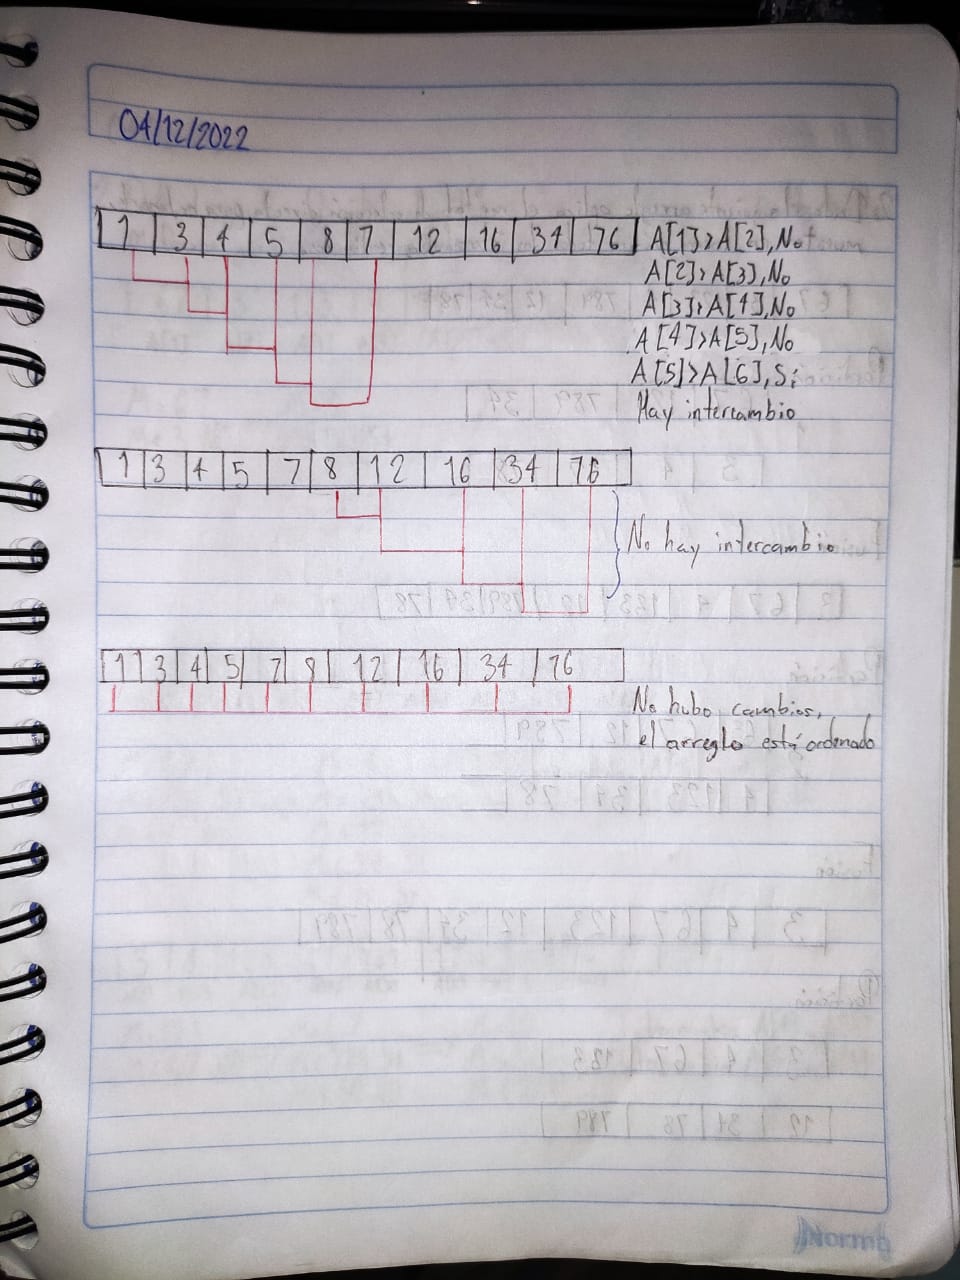 04/12/2022
1 3 4 5 8 7 12 16 34 76
A[1]>A[2], No
A[2]>A[3], No
A[3]>A[4], No
A[4]>A[5], No
A[5]>A[6], Sí
Hay intercambio
1 3 4 5 7 8 12 16 34 76
No hay intercambio
1 3 4 5 7 8 12 16 34 76
No hubo cambios,
el arreglo está ordenado
Norma